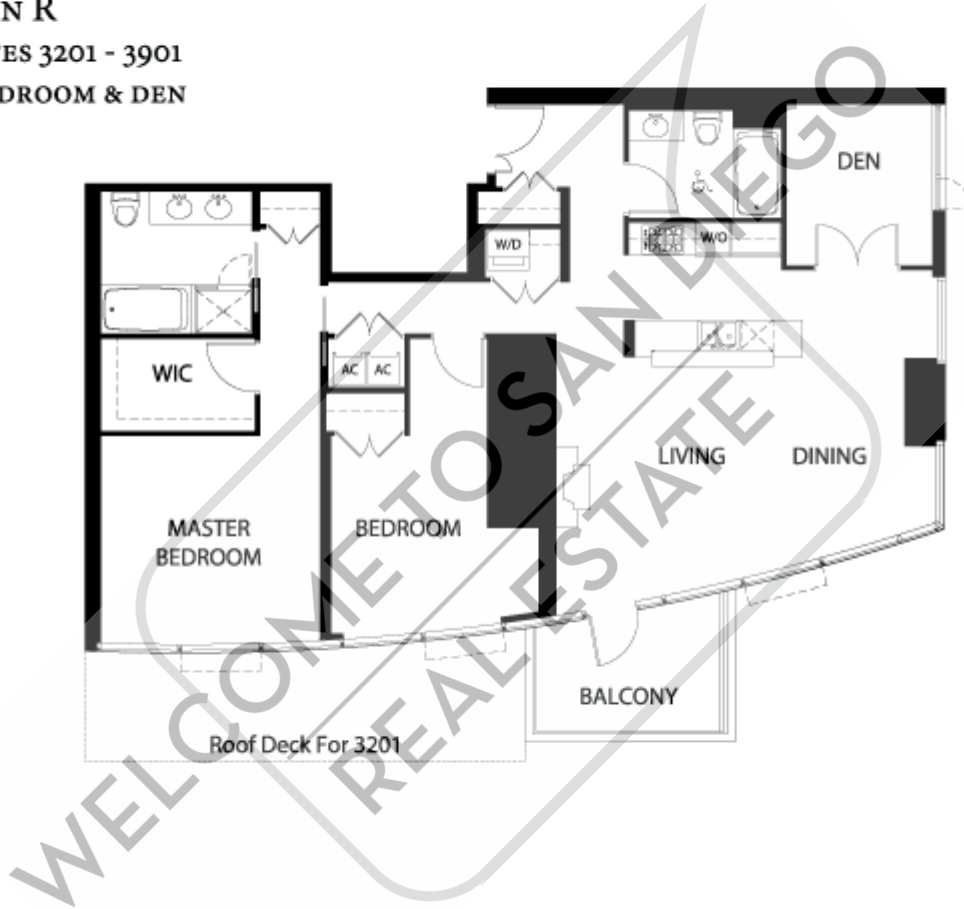 N R
ES 3201 - 3901
DROOM & DEN
DEN
W/D
W/O
WIC
AC AC
LIVING
DINING
MASTER
BEDROOM
BEDROOM
BALCONY
Roof Deck For 3201
WELCOME TO SAN DIEGO
REAL ESTATE